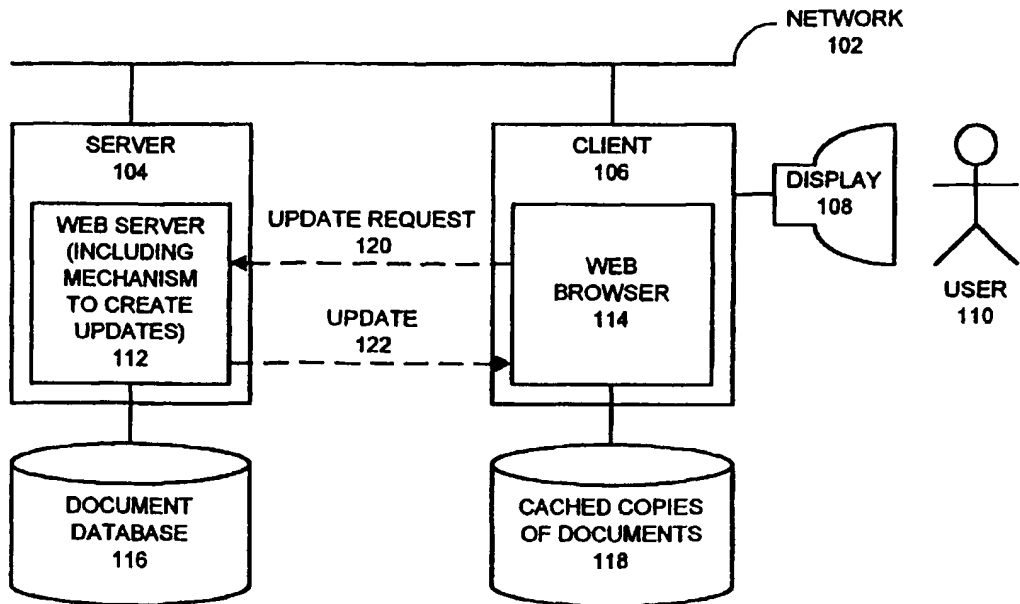 NETWORK
102
SERVER
104
WEB SERVER
(INCLUDING
MECHANISM
TO CREATE
UPDATES)
112
UPDATE REQUEST
120
UPDATE
122
CLIENT
106
WEB
BROWSER
114
DISPLAY
108
USER
110
DOCUMENT
DATABASE
116
CACHED COPIES
OF DOCUMENTS
118